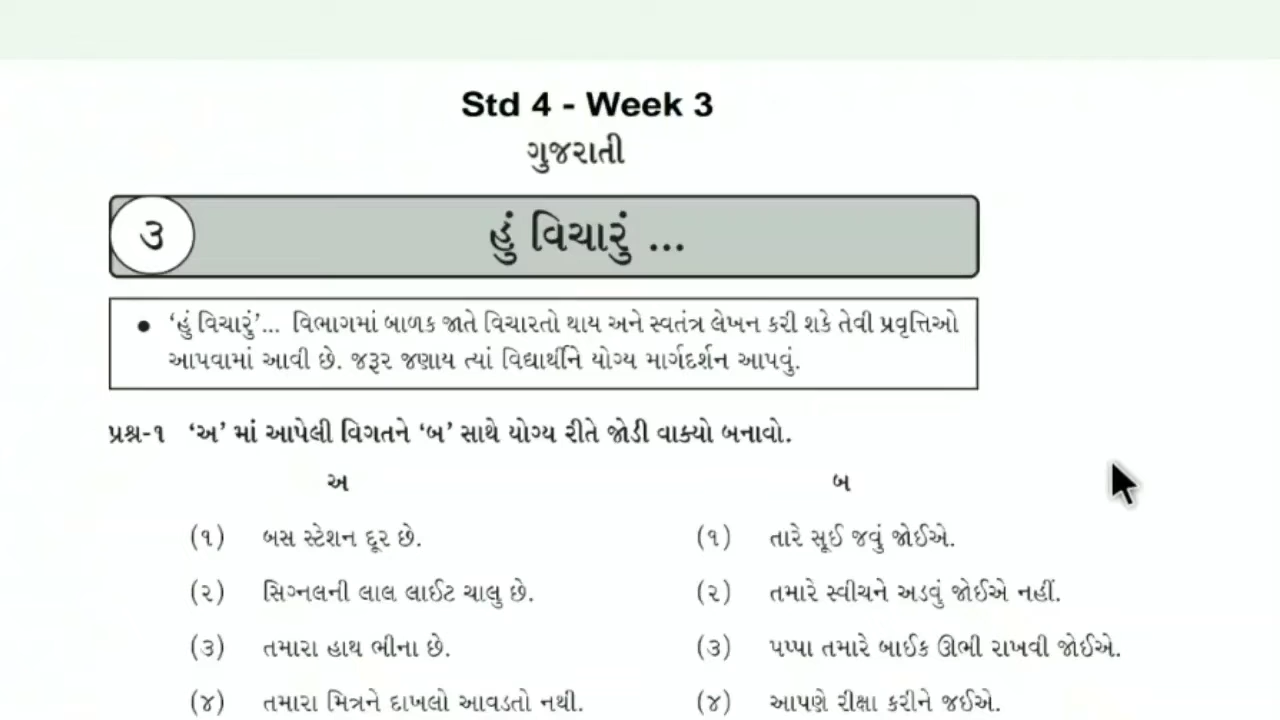 Std 4 - Week 3
ગુજરાતી
૩ હું વિચારું ...
● ‘હું વિચારું’... વિભાગમાં બાળક જાતે વિચારતો થાય અને સ્વતંત્ર લેખન કરી શકે તેવી પ્રવૃત્તિઓ
આપવામાં આવી છે. જરૂર જણાય ત્યાં વિદ્યાર્થીને યોગ્ય માર્ગદર્શન આપવું.
પ્રશ્ન-૧ ‘અ’ માં આપેલી વિગતને ‘બ’ સાથે યોગ્ય રીતે જોડી વાક્યો બનાવો.
અ બ
(૧) બસ સ્ટેશન દૂર છે. (૧) તારે સૂઈ જવું જોઈએ.
(૨) સિગ્નલની લાલ લાઈટ ચાલુ છે. (૨) તમારે સ્વીચને અડવું જોઈએ નહીં.
(૩) તમારા હાથ ભીના છે. (૩) પપ્પા તમારે બાઈક ઊભી રાખવી જોઈએ.
(૪) તમારા મિત્રને દાખલો આવડતો નથી. (૪) આપણે રીક્ષા કરીને જઈએ.